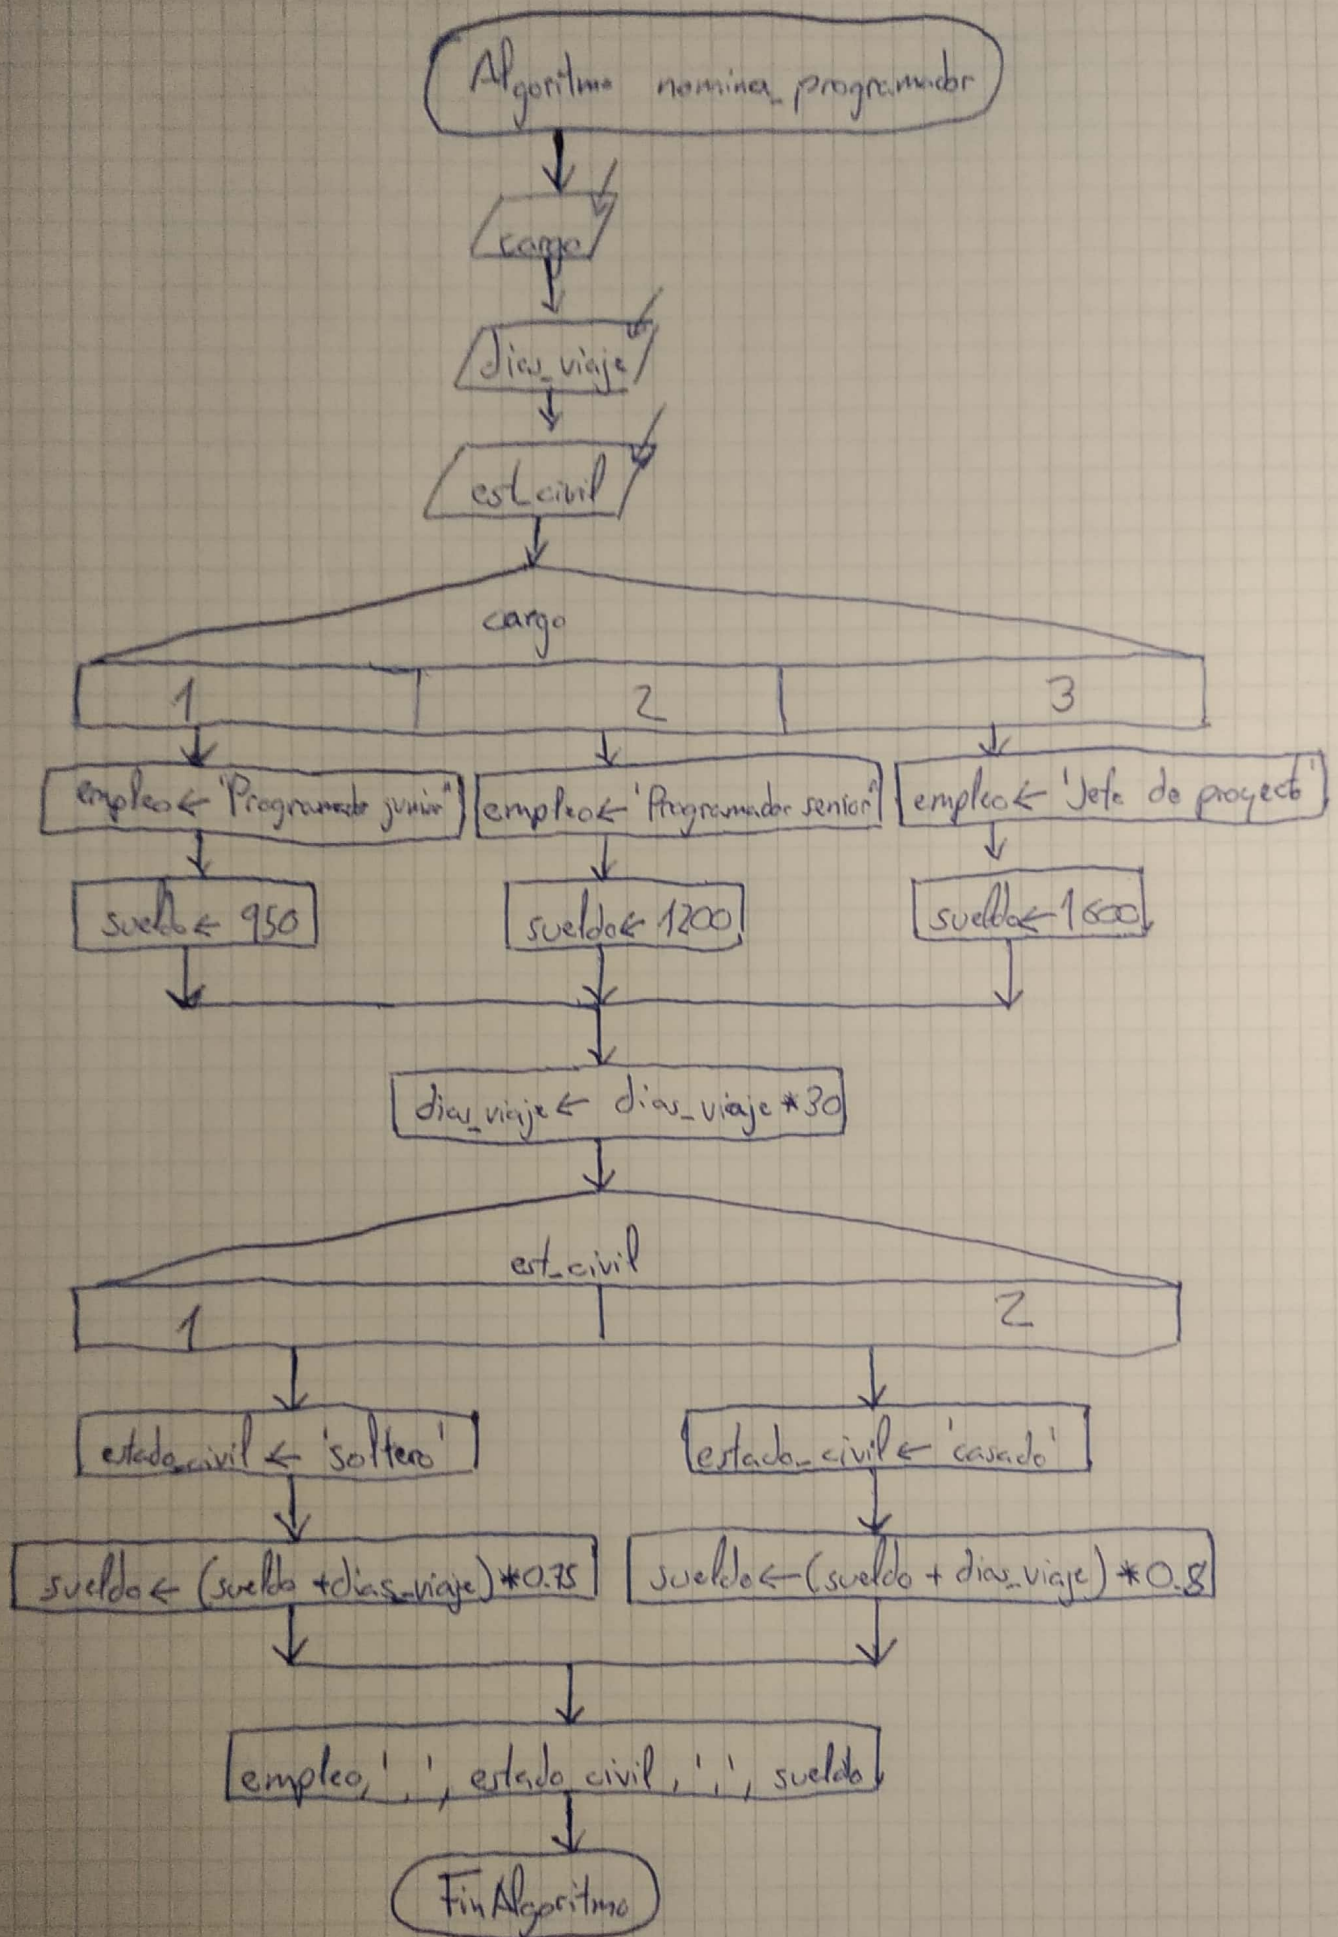 Algoritmo nomina_programador
cargo
dias_viaje
est_civil
cargo
1 2 3
empleo ← 'Programador junior" empleo ← 'Programador senior" empleo ← 'Jefe de proyecto'
sueldo ← 950 sueldo ← 1200 sueldo ← 1600
dias_viaje ← dias_viaje * 30
est_civil
1 2
estado_civil ← 'soltero' estado_civil ← 'casado'
sueldo ← (sueldo + dias_viaje) * 0.75 sueldo ← (sueldo + dias_viaje) * 0.8
empleo, ' , ', estado_civil, ' , ', sueldo
FinAlgoritmo